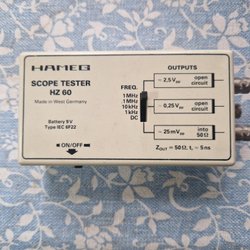 HAMEG
SCOPE TESTER
HZ 60
Made in West Germany
Battery 9V
Type IEC 6F22
ON/OFF
FREQ.
1MHz
1MHz
10kHz
1kHz
DC
OUTPUTS
~ 2,5Vpp open circuit
~ 0,25Vpp open circuit
~ 25mVpp into 50Ω
ZOUT = 50Ω, tr ~ 5ns